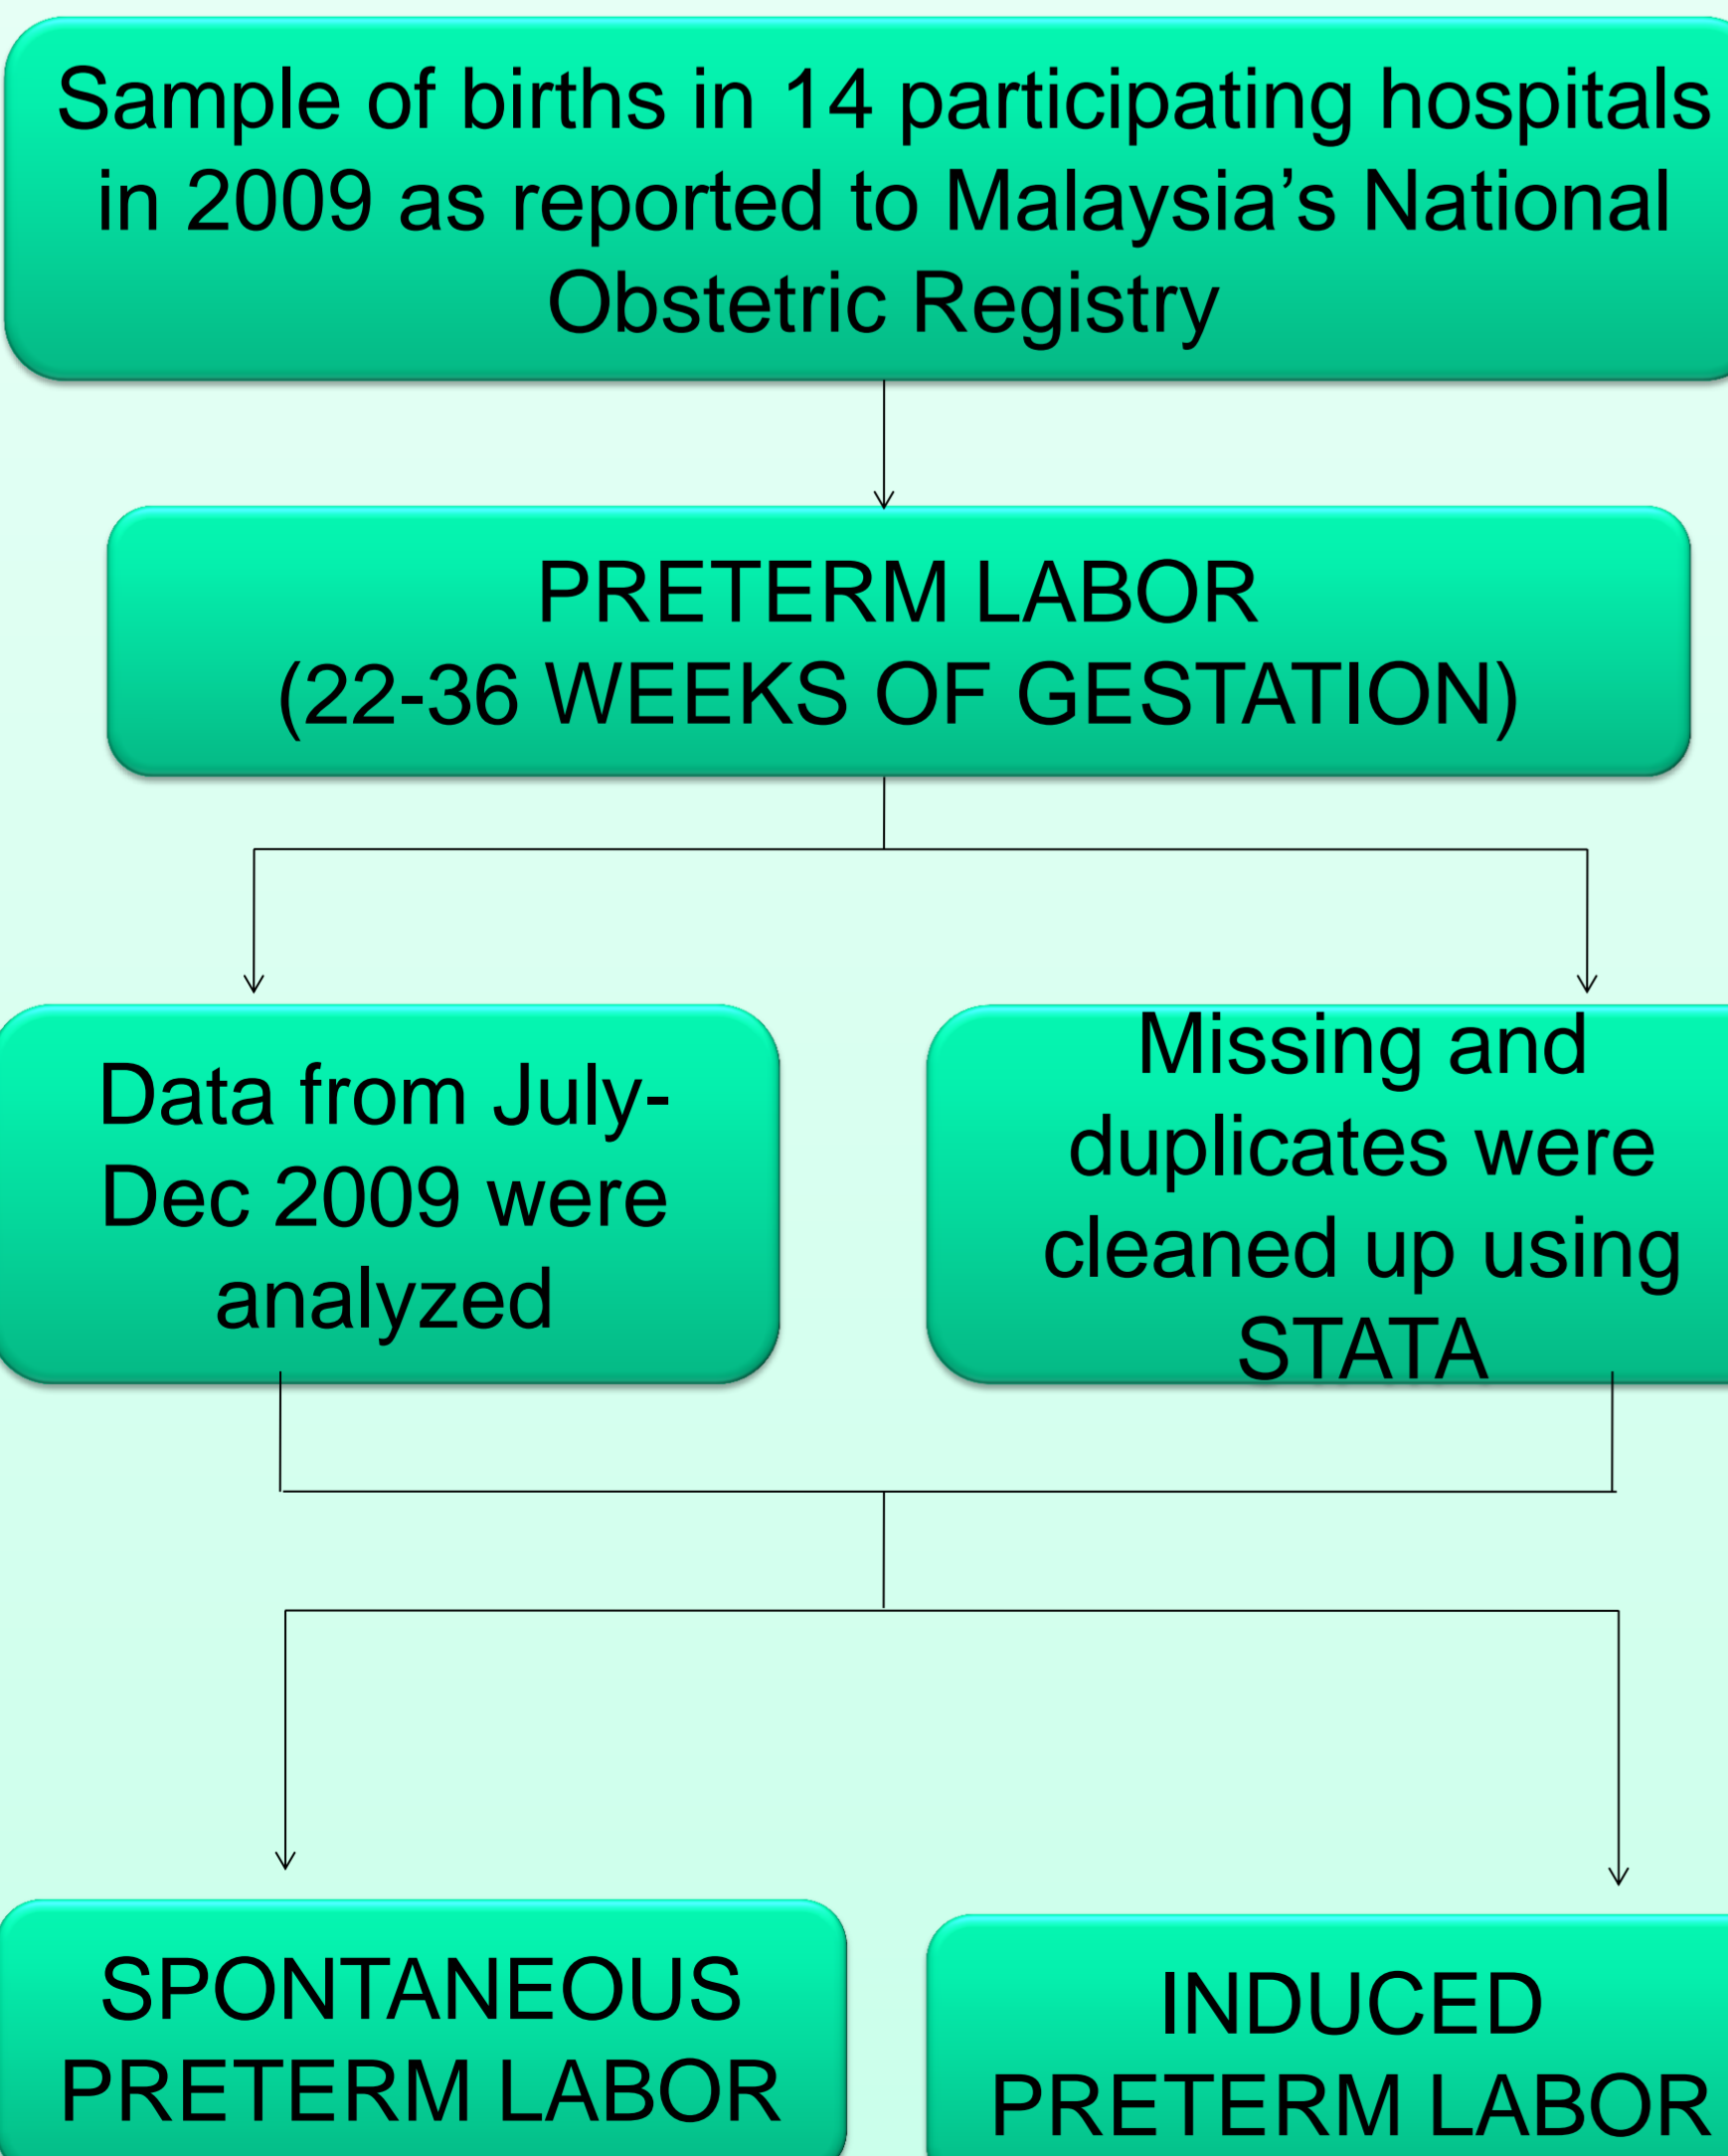 Sample of births in 14 participating hospitals
in 2009 as reported to Malaysia’s National
Obstetric Registry
PRETERM LABOR
(22-36 WEEKS OF GESTATION)
Data from July-
Dec 2009 were
analyzed
Missing and
duplicates were
cleaned up using
STATA
SPONTANEOUS
PRETERM LABOR
INDUCED
PRETERM LABOR